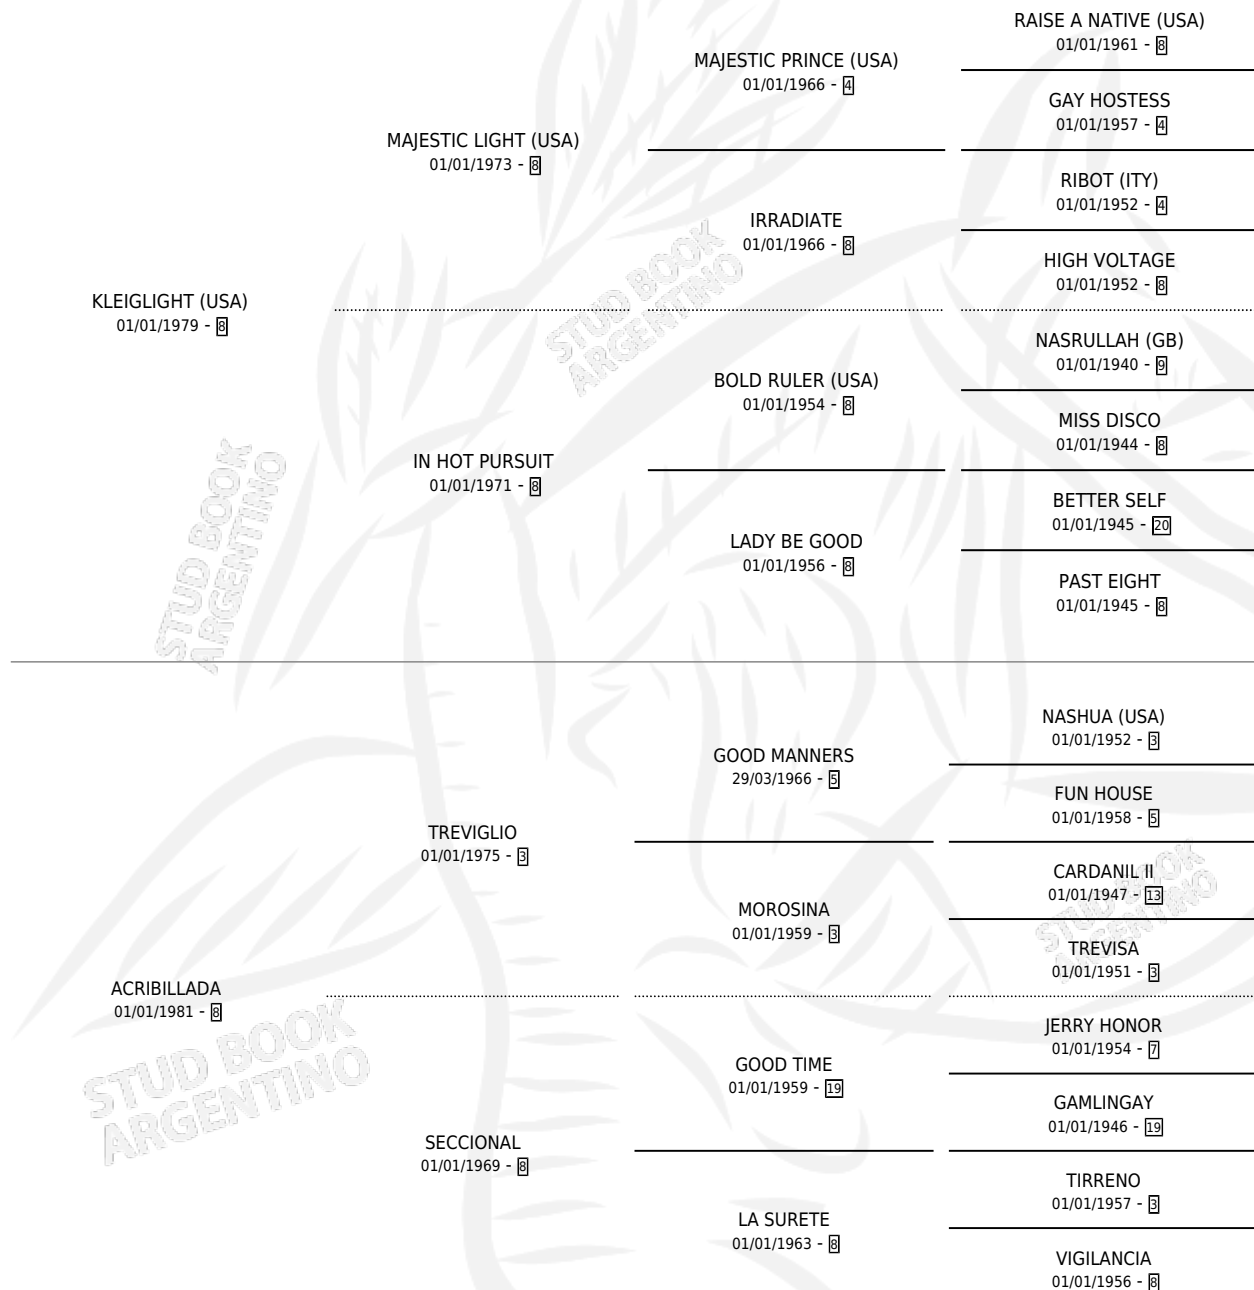 RAISE A NATIVE (USA)
01/01/1961 - 8
MAJESTIC PRINCE (USA)
01/01/1966 - 4
GAY HOSTESS
01/01/1957 - 4
MAJESTIC LIGHT (USA)
01/01/1973 - 8
RIBOT (ITY)
01/01/1952 - 4
IRRADIATE
01/01/1966 - 8
HIGH VOLTAGE
01/01/1952 - 8
KLEIGLIGHT (USA)
01/01/1979 - 8
NASRULLAH (GB)
01/01/1940 - 9
BOLD RULER (USA)
01/01/1954 - 8
MISS DISCO
01/01/1944 - 8
IN HOT PURSUIT
01/01/1971 - 8
BETTER SELF
01/01/1945 - 20
LADY BE GOOD
01/01/1956 - 8
PAST EIGHT
01/01/1945 - 8
NASHUA (USA)
01/01/1952 - 3
GOOD MANNERS
29/03/1966 - 5
FUN HOUSE
01/01/1958 - 5
TREVIGLIO
01/01/1975 - 3
CARDANIL II
01/01/1947 - 13
MOROSINA
01/01/1959 - 3
TREVISA
01/01/1951 - 3
ACRIBILLADA
01/01/1981 - 8
JERRY HONOR
01/01/1954 - 7
GOOD TIME
01/01/1959 - 19
GAMLINGAY
01/01/1946 - 19
SECCIONAL
01/01/1969 - 8
TIRRENO
01/01/1957 - 3
LA SURETE
01/01/1963 - 8
VIGILANCIA
01/01/1956 - 8
STUD BOOK
ARGENTINO
STUD BOOK
ARGENTINO
STUD BOOK
ARGENTINO
STUD BOOK
ARGENTINO